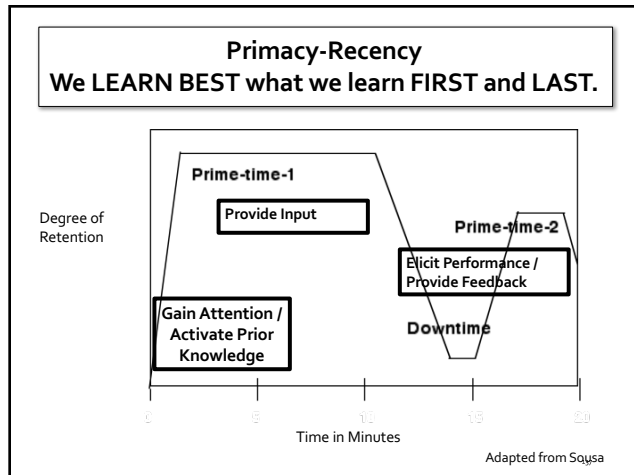 Primacy-Recency
We LEARN BEST what we learn FIRST and LAST.
Prime-time-1
Degree of
Retention
Provide Input
Prime-time-2
Elicit Performance /
Provide Feedback
Gain Attention /
Activate Prior
Knowledge
Downtime
0 5 10 15 20
Time in Minutes
Adapted from Sousa